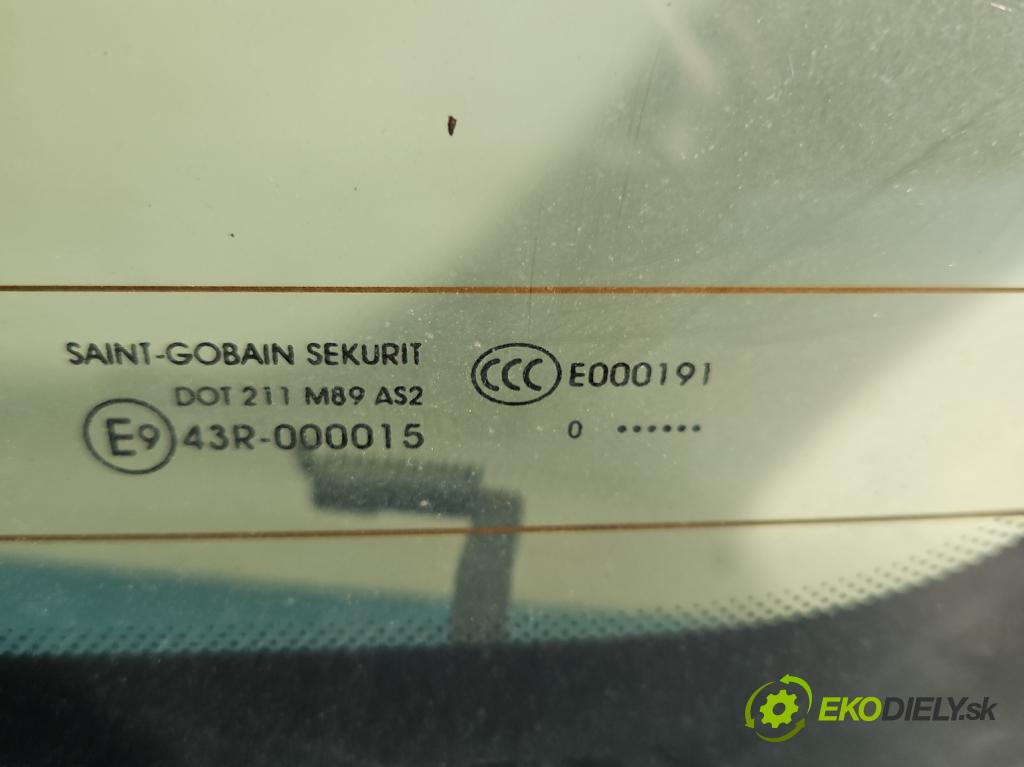 SAINT-GOBAIN SEKURIT
DOT 211 M89 AS2
E9 43R-000015
CCC E000191
0 ······
EKODIELY.sk